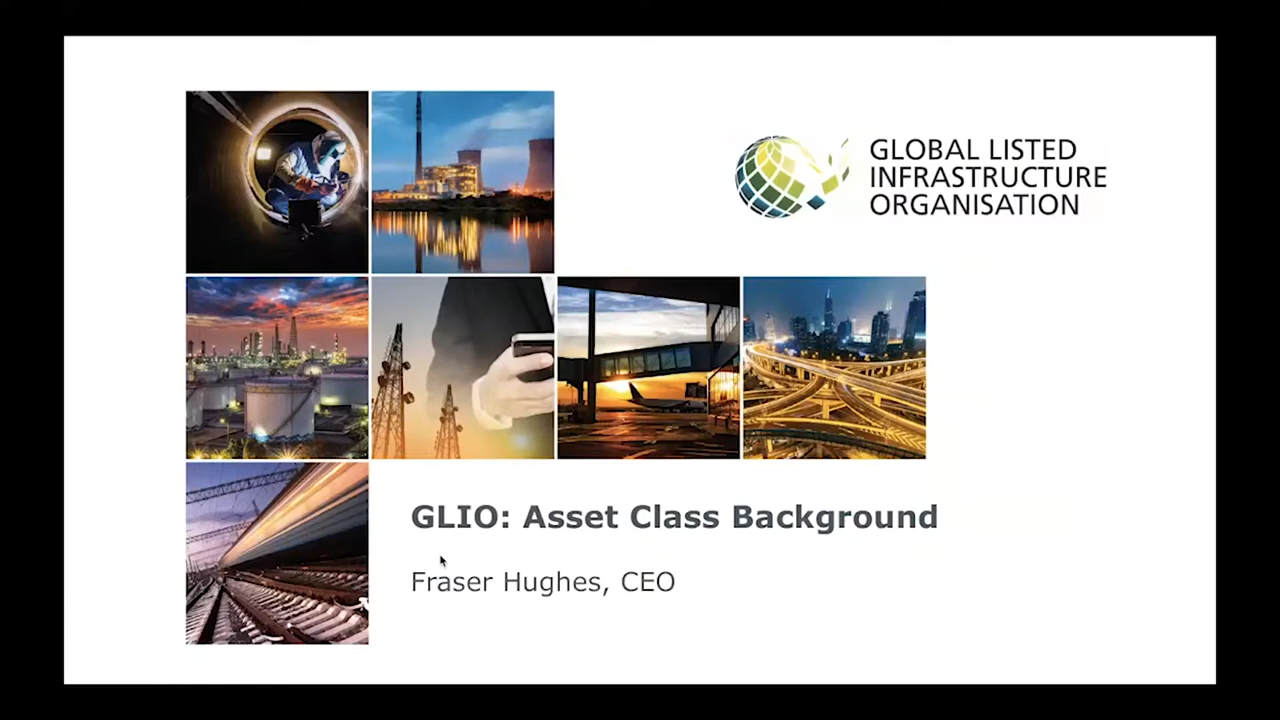 GLOBAL LISTED
INFRASTRUCTURE
ORGANISATION
GLIO: Asset Class Background
Fraser Hughes, CEO